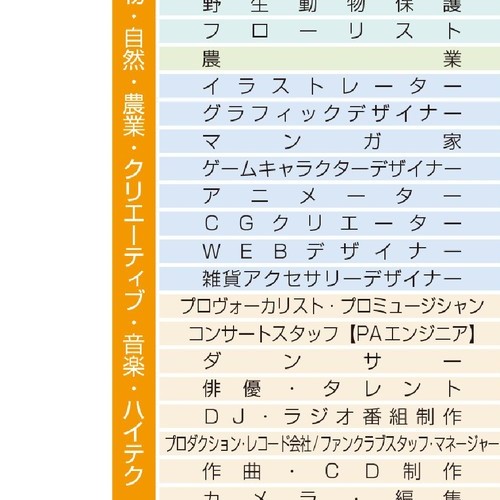 物・自然・農業・クリエーティブ・音楽・ハイテク
野生動物保護
フローリスト
農業
イラストレーター
グラフィックデザイナー
マンガ家
ゲームキャラクターデザイナー
アニメーター
CGクリエーター
WEBデザイナー
雑貨アクセサリーデザイナー
プロヴォーカリスト・プロミュージシャン
コンサートスタッフ【PAエンジニア】
ダンサー
俳優・タレント
DJ・ラジオ番組制作
プロダクション・レコード会社/ファンクラブスタッフ・マネージャー
作曲・CD制作
カメラ・編集